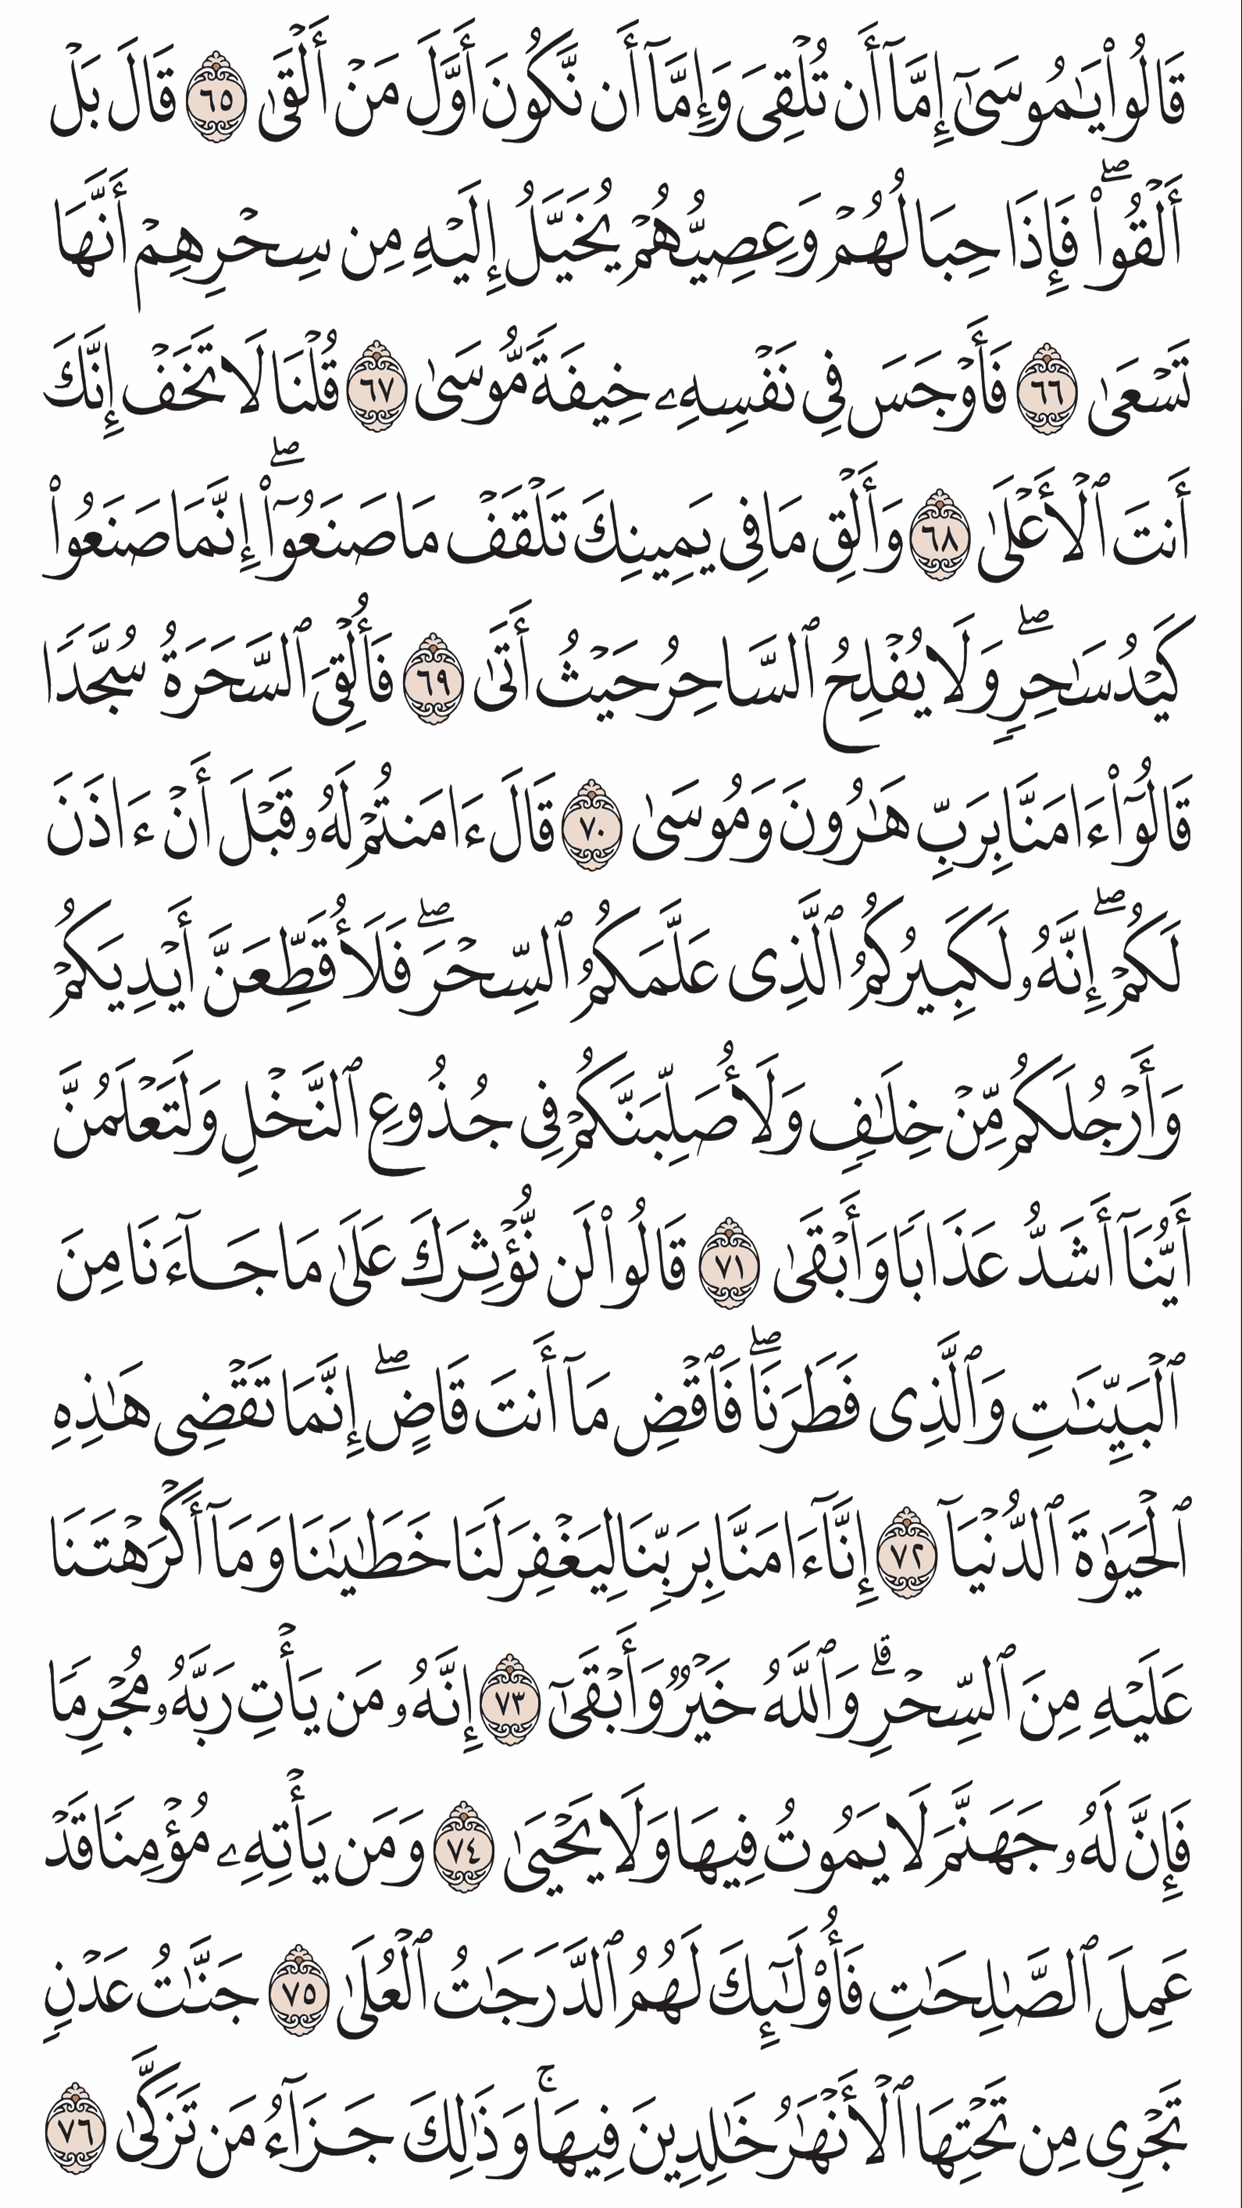 قَالُوا۟ يَـٰمُوسَىٰٓ إِمَّآ أَن تُلْقِىَ وَإِمَّآ أَن نَّكُونَ أَوَّلَ مَنْ أَلْقَىٰ ٦٥ قَالَ بَلْ
أَلْقُوا۟ ۖ فَإِذَا حِبَالُهُمْ وَعِصِيُّهُمْ يُخَيَّلُ إِلَيْهِ مِن سِحْرِهِمْ أَنَّهَا
تَسْعَىٰ ٦٦ فَأَوْجَسَ فِى نَفْسِهِۦ خِيفَةً مُّوسَىٰ ٦٧ قُلْنَا لَا تَخَفْ إِنَّكَ
أَنتَ ٱلْأَعْلَىٰ ٦٨ وَأَلْقِ مَا فِى يَمِينِكَ تَلْقَفْ مَا صَنَعُوٓا۟ ۖ إِنَّمَا صَنَعُوا۟
كَيْدُ سَـٰحِرٍ ۖ وَلَا يُفْلِحُ ٱلسَّاحِرُ حَيْثُ أَتَىٰ ٦٩ فَأُلْقِىَ ٱلسَّحَرَةُ سُجَّدًا
قَالُوٓا۟ ءَامَنَّا بِرَبِّ هَـٰرُونَ وَمُوسَىٰ ٧٠ قَالَ ءَامَنتُمْ لَهُۥ قَبْلَ أَنْ ءَاذَنَ
لَكُمْ ۖ إِنَّهُۥ لَكَبِيرُكُمُ ٱلَّذِى عَلَّمَكُمُ ٱلسِّحْرَ ۖ فَلَأُقَطِّعَنَّ أَيْدِيَكُمْ
وَأَرْجُلَكُم مِّنْ خِلَـٰفٍ وَلَأُصَلِّبَنَّكُمْ فِى جُذُوعِ ٱلنَّخْلِ وَلَتَعْلَمُنَّ
أَيُّنَآ أَشَدُّ عَذَابًا وَأَبْقَىٰ ٧١ قَالُوا۟ لَن نُّؤْثِرَكَ عَلَىٰ مَا جَآءَنَا مِنَ
ٱلْبَيِّنَـٰتِ وَٱلَّذِى فَطَرَنَا ۖ فَٱقْضِ مَآ أَنتَ قَاضٍ ۖ إِنَّمَا تَقْضِى هَـٰذِهِ
ٱلْحَيَوٰةَ ٱلدُّنْيَآ ٧٢ إِنَّآ ءَامَنَّا بِرَبِّنَا لِيَغْفِرَ لَنَا خَطَـٰيَـٰنَا وَمَآ أَكْرَهْتَنَا
عَلَيْهِ مِنَ ٱلسِّحْرِ ۗ وَٱللَّهُ خَيْرٌ وَأَبْقَىٰٓ ٧٣ إِنَّهُۥ مَن يَأْتِ رَبَّهُۥ مُجْرِمًا
فَإِنَّ لَهُۥ جَهَنَّمَ لَا يَمُوتُ فِيهَا وَلَا يَحْيَىٰ ٧٤ وَمَن يَأْتِهِۦ مُؤْمِنًا قَدْ
عَمِلَ ٱلصَّـٰلِحَـٰتِ فَأُو۟لَـٰٓئِكَ لَهُمُ ٱلدَّرَجَـٰتُ ٱلْعُلَىٰ ٧٥ جَنَّـٰتُ عَدْنٍ
تَجْرِى مِن تَحْتِهَا ٱلْأَنْهَـٰرُ خَـٰلِدِينَ فِيهَا ۚ وَذَٰلِكَ جَزَآءُ مَن تَزَكَّىٰ ٧٦